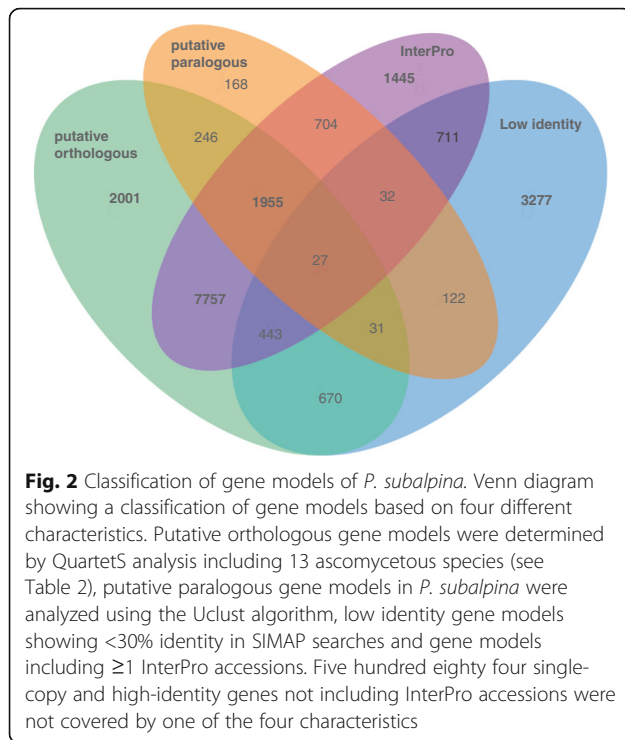 putative
paralogous
168
InterPro
1445
putative
orthologous
246
704
711
Low identity
2001
1955
32
3277
27
7757
122
443
31
670
Fig. 2 Classification of gene models of P. subalpina. Venn diagram
showing a classification of gene models based on four different
characteristics. Putative orthologous gene models were determined
by QuartetS analysis including 13 ascomycetous species (see
Table 2), putative paralogous gene models in P. subalpina were
analyzed using the Uclust algorithm, low identity gene models
showing <30% identity in SIMAP searches and gene models
including ≥1 InterPro accessions. Five hundred eighty four single-
copy and high-identity genes not including InterPro accessions were
not covered by one of the four characteristics